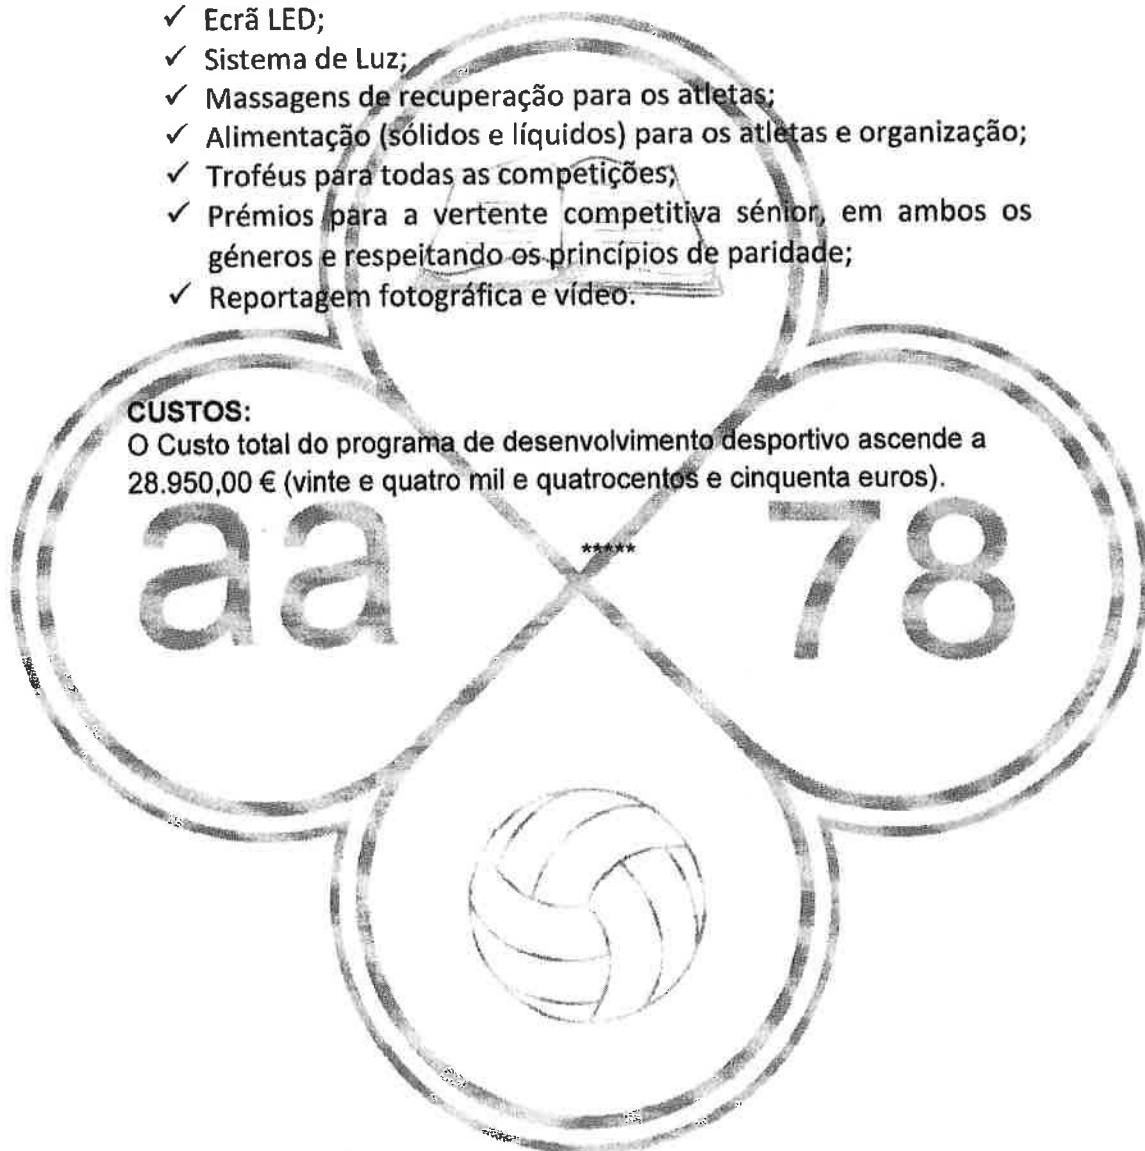 ✓ Ecrã LED;
✓ Sistema de Luz;
✓ Massagens de recuperação para os atletas;
✓ Alimentação (sólidos e líquidos) para os atletas e organização;
✓ Troféus para todas as competições;
✓ Prémios para a vertente competitiva sénior, em ambos os
géneros e respeitando os princípios de paridade;
✓ Reportagem fotográfica e vídeo.
CUSTOS:
O Custo total do programa de desenvolvimento desportivo ascende a
28.950,00 € (vinte e quatro mil e quatrocentos e cinquenta euros).
*****
aa 78